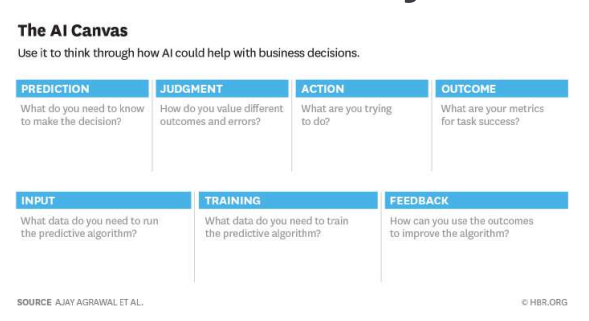 The AI Canvas
Use it to think through how AI could help with business decisions.
PREDICTION
What do you need to know
to make the decision?
JUDGMENT
How do you value different
outcomes and errors?
ACTION
What are you trying
to do?
OUTCOME
What are your metrics
for task success?
INPUT
What data do you need to run
the predictive algorithm?
TRAINING
What data do you need to train
the predictive algorithm?
FEEDBACK
How can you use the outcomes
to improve the algorithm?
SOURCE AJAY AGRAWAL ET AL.
© HBR.ORG